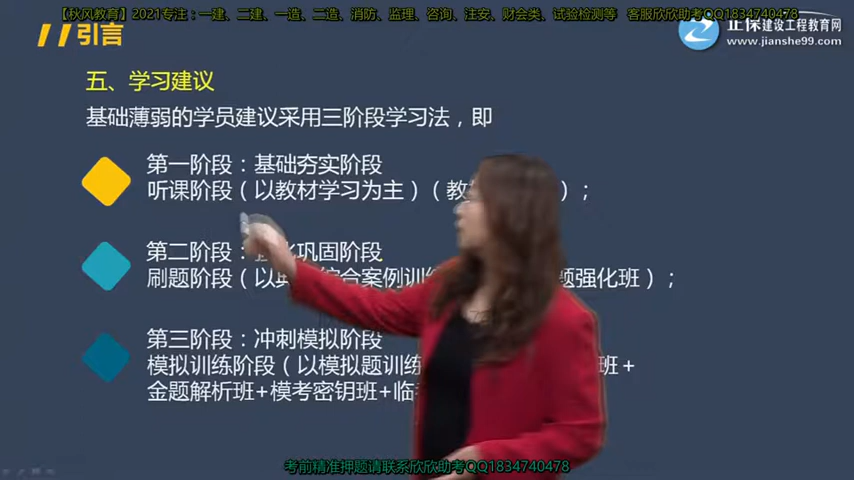 【秋风教育】2021专注：一建、二建、一造、二造、消防、监理、咨询、注安、财会类、试验检测等 客服欣欣助考QQ1834740478
引言
正保建设工程教育网
www.jianshe99.com
五、学习建议
基础薄弱的学员建议采用三阶段学习法，即
第一阶段：基础夯实阶段
听课阶段（以教材学习为主）（教 ）；
第二阶段： 巩固阶段
刷题阶段（以 综合案例训 题强化班）；
第三阶段：冲刺模拟阶段
模拟训练阶段（以模拟题训练 班＋
金题解析班+模考密钥班+临
考前精准押题请联系欣欣助考QQ1834740478